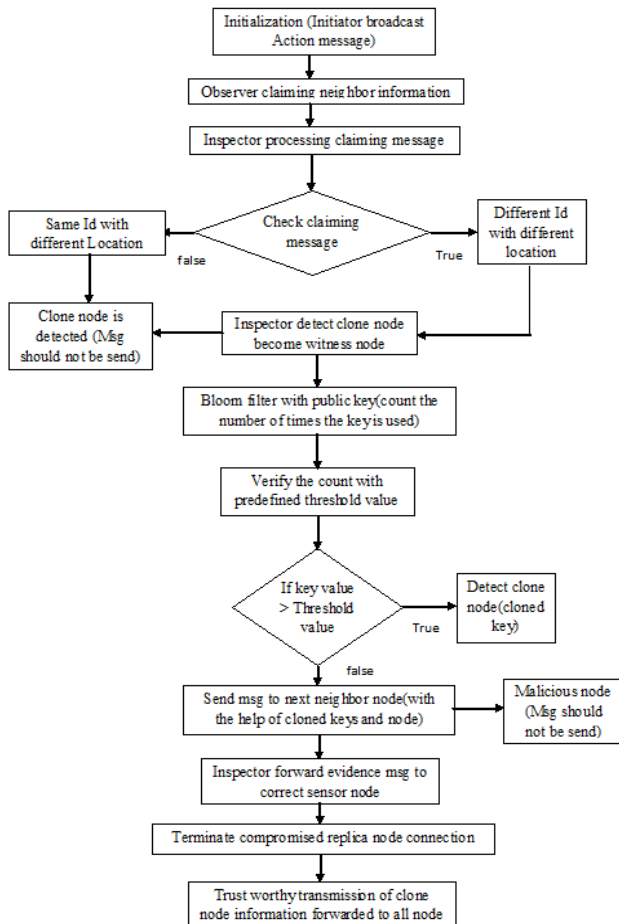 Initialization (Initiator broadcast
Action message)
Observer claiming neighbor information
Inspector processing claiming message
Same Id with
different Location
Check claiming
message
Different Id
with different
location
false
True
Clone node is
detected (Msg
should not be send)
Inspector detect clone node
become witness node
Bloom filter with public key(count the
number of times the key is used)
Verify the count with
predefined threshold value
If key value
> Threshold
value
True
Detect clone
node(cloned
key)
false
Send msg to next neighbor node(with
the help of cloned keys and node)
Malicious node
(Msg should
not be send)
Inspector forward evidence msg to
correct sensor node
Terminate compromised replica node connection
Trust worthy transmission of clone
node information forwarded to all node